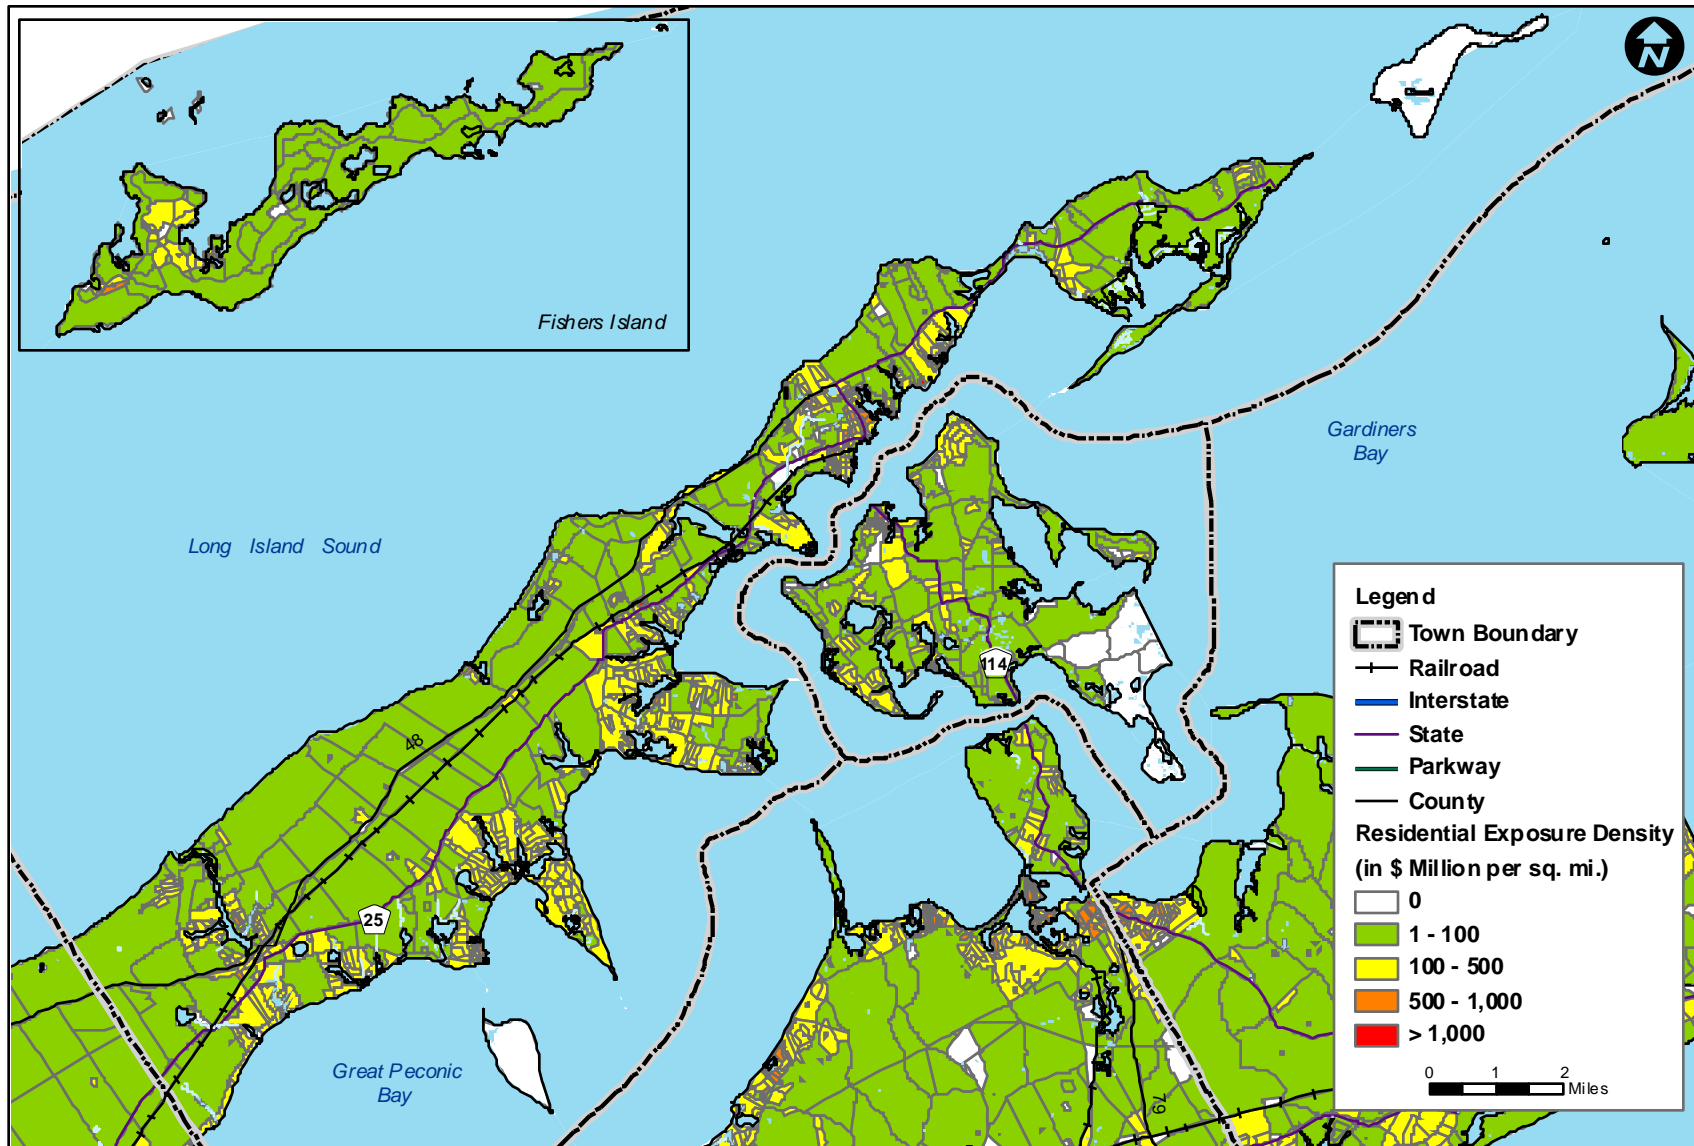 N
Fishers Island
Gardiners
Bay
Long Island Sound
114
48
25
Great Peconic
Bay
79
Legend
Town Boundary
Railroad
Interstate
State
Parkway
County
Residential Exposure Density
(in $ Million per sq. mi.)
0
1 - 100
100 - 500
500 - 1,000
> 1,000
0 1 2
Miles